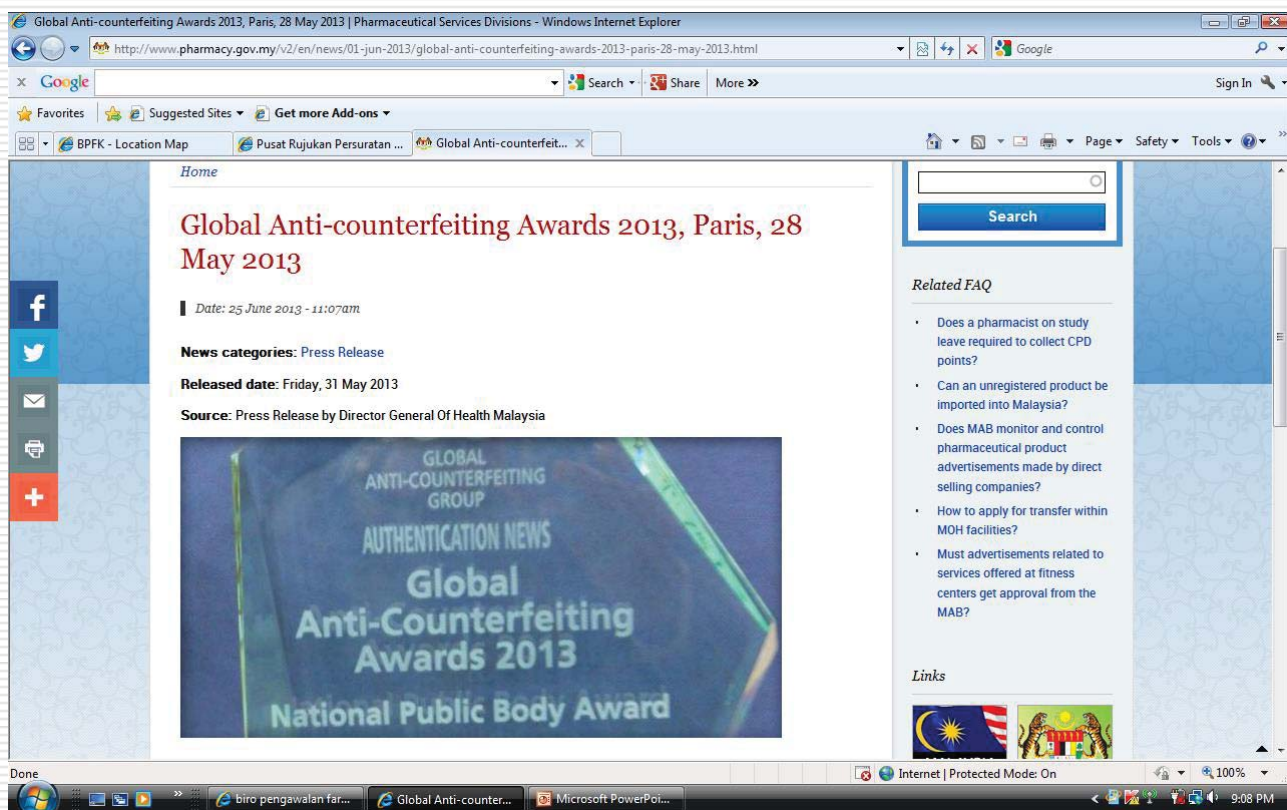 Global Anti-counterfeiting Awards 2013, Paris, 28 May 2013 | Pharmaceutical Services Divisions - Windows Internet Explorer
http://www.pharmacy.gov.my/v2/en/news/01-jun-2013/global-anti-counterfeiting-awards-2013-paris-28-may-2013.html
Google
x Google
Search
Share
More »
Sign In
Favorites
Suggested Sites
Get more Add-ons
BPFK - Location Map
Pusat Rujukan Persuratan ...
Global Anti-counterfeit... X
Page
Safety
Tools
»
Home
Global Anti-counterfeiting Awards 2013, Paris, 28
May 2013
Date: 25 June 2013 - 11:07am
News categories: Press Release
Released date: Friday, 31 May 2013
Source: Press Release by Director General Of Health Malaysia
GLOBAL
ANTI-COUNTERFEITING
GROUP
AUTHENTICATION NEWS
Global
Anti-Counterfeiting
Awards 2013
National Public Body Award
Search
Related FAQ
Does a pharmacist on study
leave required to collect CPD
points?
Can an unregistered product be
imported into Malaysia?
Does MAB monitor and control
pharmaceutical product
advertisements made by direct
selling companies?
How to apply for transfer within
MOH facilities?
Must advertisements related to
services offered at fitness
centers get approval from the
MAB?
Links
Done
Internet | Protected Mode: On
100%
»
biro pengawalan far...
Global Anti-counter...
Microsoft PowerPoi...
9:08 PM